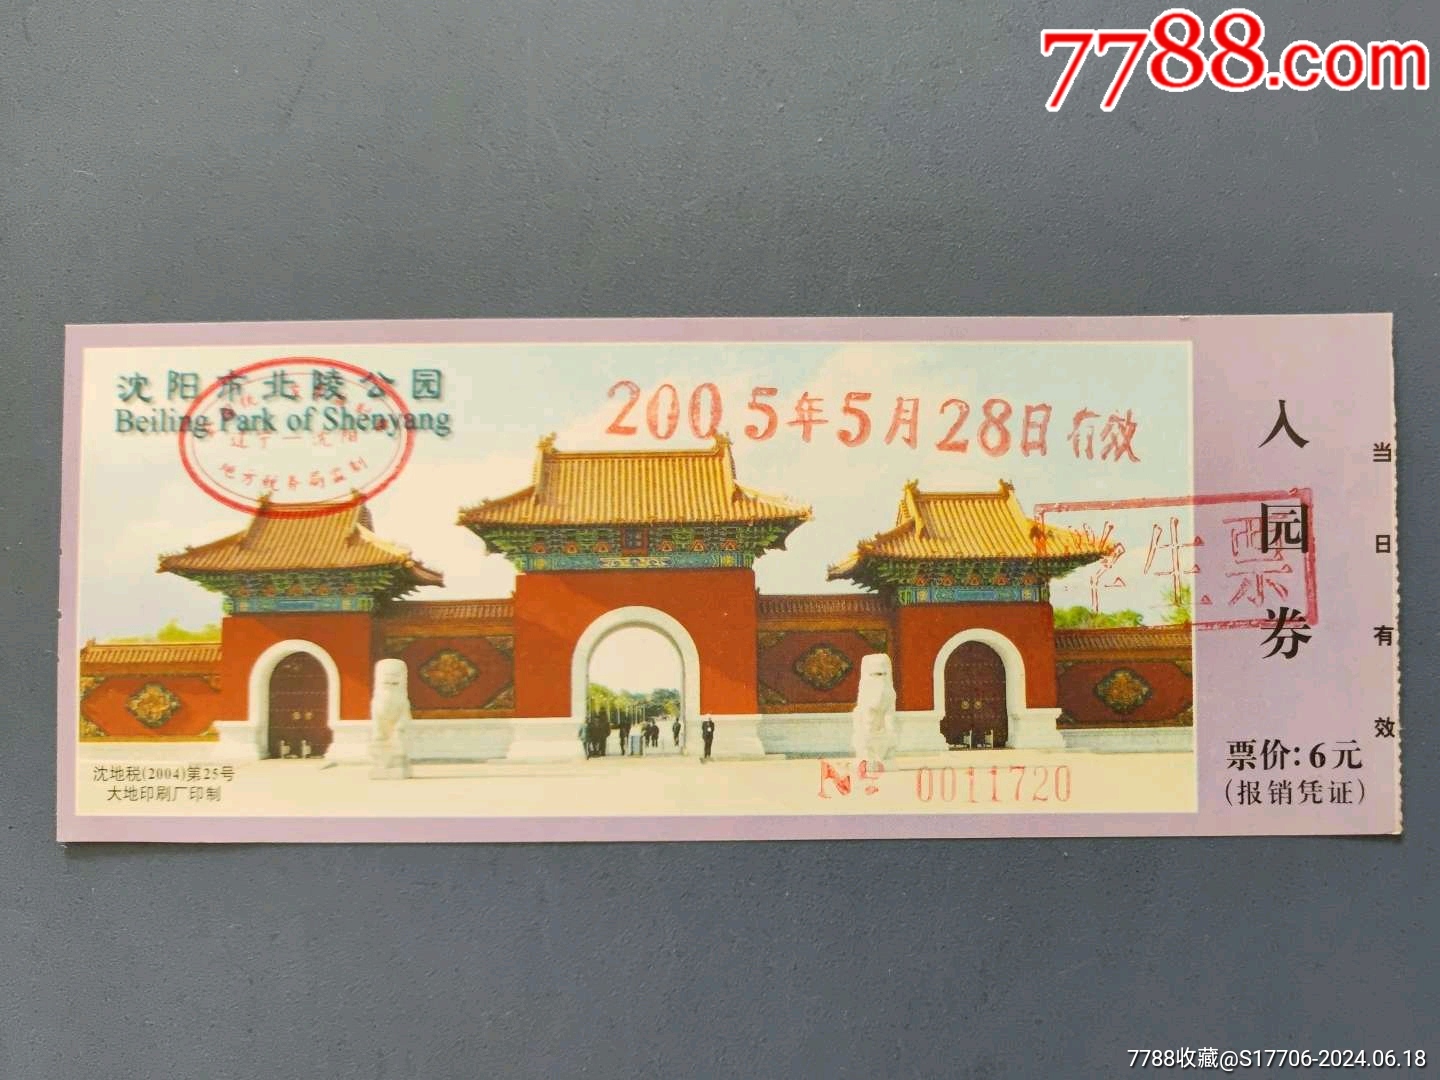 7788.com
沈阳市北陵公园
Beiling Park of Shenyang
辽宁—沈阳
地方税务局监制
2005年5月28日有效
学生票
入园券
当日有效
票价:6元
(报销凭证)
沈地税(2004)第25号
大地印刷厂印制
No 0011720
7788收藏@S17706-2024.06.18